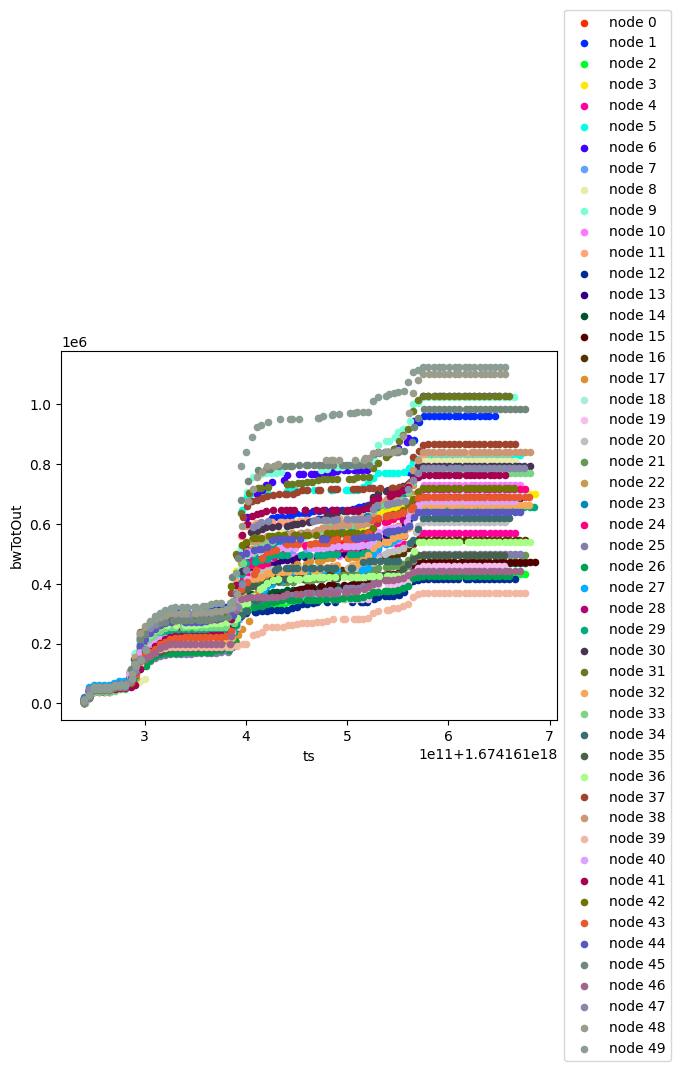 node 0
node 1
node 2
node 3
node 4
node 5
node 6
node 7
node 8
node 9
node 10
node 11
node 12
node 13
node 14
node 15
node 16
node 17
node 18
node 19
node 20
node 21
node 22
node 23
node 24
node 25
node 26
node 27
node 28
node 29
node 30
node 31
node 32
node 33
node 34
node 35
node 36
node 37
node 38
node 39
node 40
node 41
node 42
node 43
node 44
node 45
node 46
node 47
node 48
node 49
1e6
1.0
0.8
0.6
0.4
0.2
0.0
bwTotOut
3 4 5 6 7
ts
1e11+1.674161e18